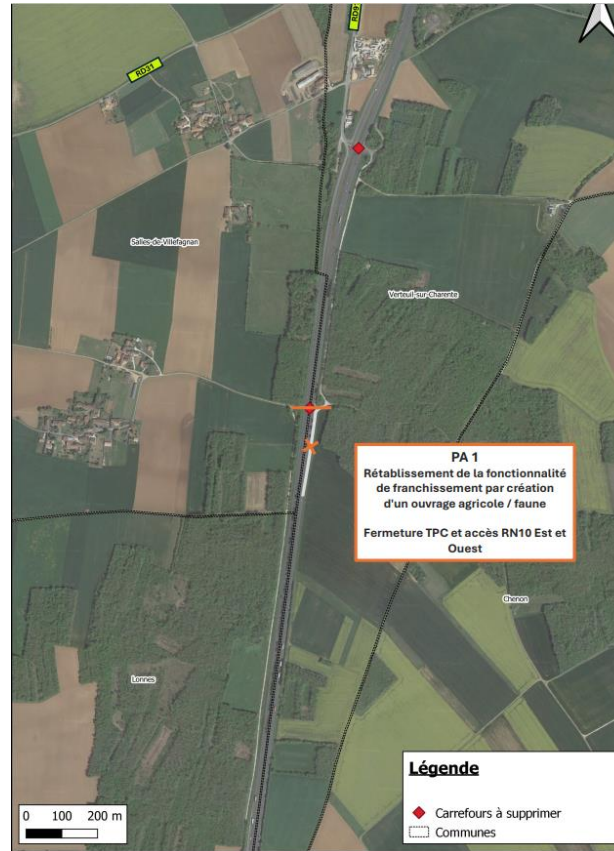 RD9
RD31
Salles-de-Villefagnan
Verteuil-sur-Charente
PA 1
Rétablissement de la fonctionnalité
de franchissement par création
d'un ouvrage agricole / faune
Fermeture TPC et accès RN10 Est et
Ouest
Chenon
Lonnes
Légende
Carrefours à supprimer
Communes
0 100 200 m